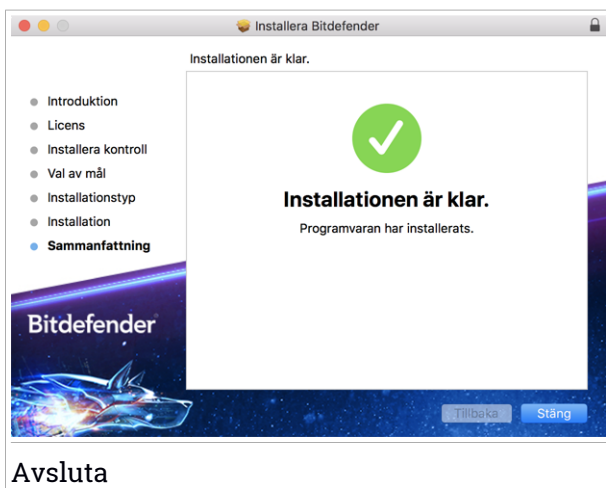 Installera Bitdefender
Installationen är klar.
Introduktion
Licens
Installera kontroll
Val av mål
Installationstyp
Installation
Sammanfattning
Installationen är klar.
Programvaran har installerats.
Bitdefender
Tillbaka
Stäng
Avsluta